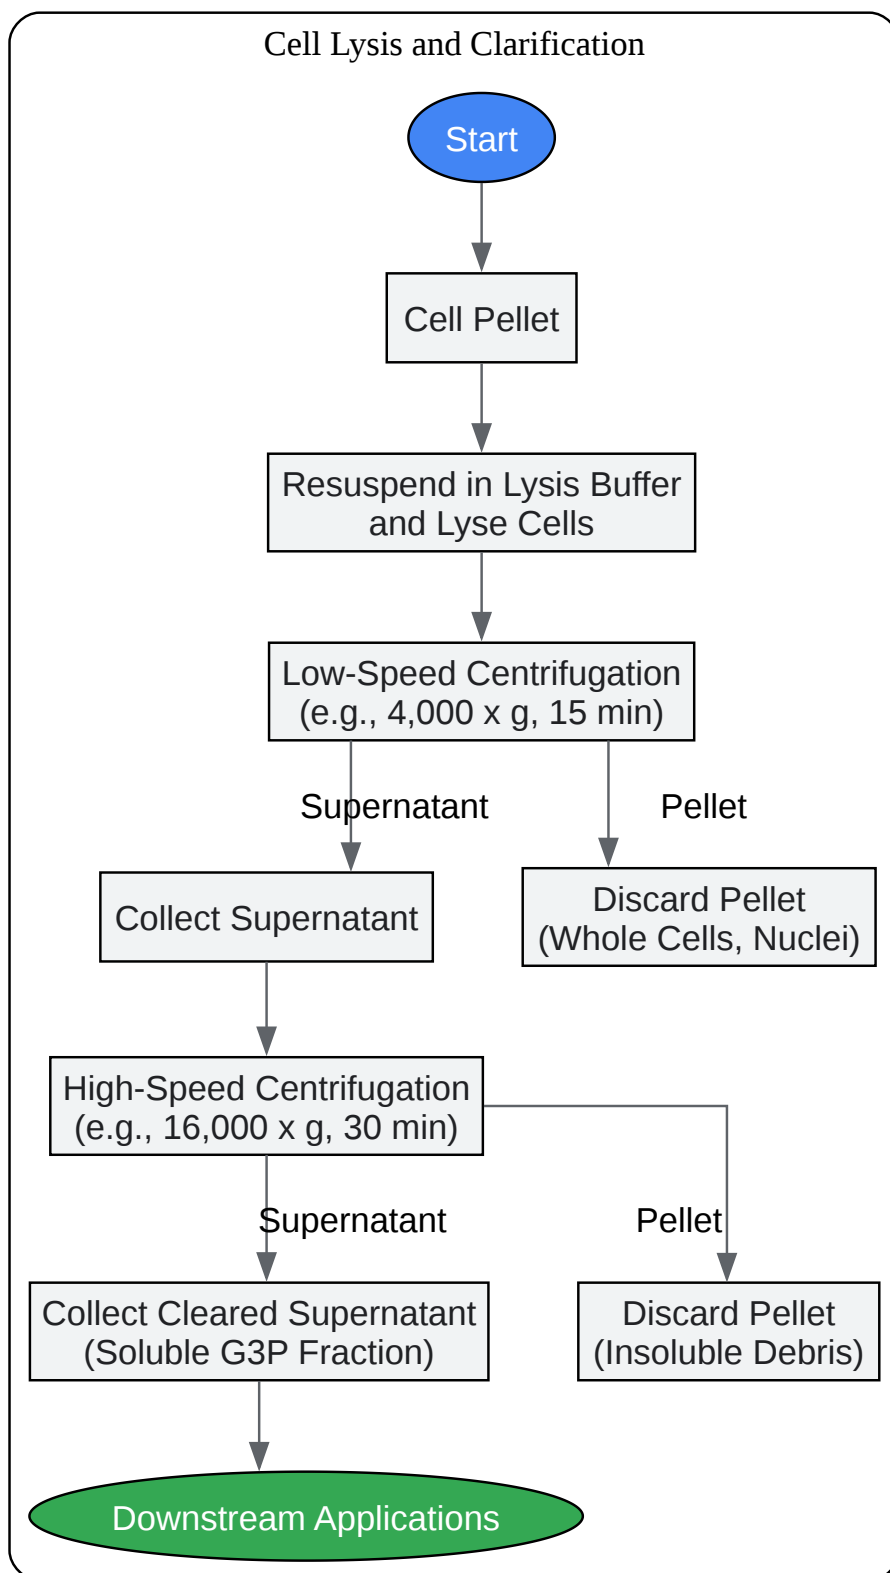 Cell Lysis and Clarification
Start
Cell Pellet
Resuspend in Lysis Buffer
and Lyse Cells
Low-Speed Centrifugation
(e.g., 4,000 x g, 15 min)
Supernatant
Pellet
Collect Supernatant
Discard Pellet
(Whole Cells, Nuclei)
High-Speed Centrifugation
(e.g., 16,000 x g, 30 min)
Supernatant
Pellet
Collect Cleared Supernatant
(Soluble G3P Fraction)
Discard Pellet
(Insoluble Debris)
Downstream Applications